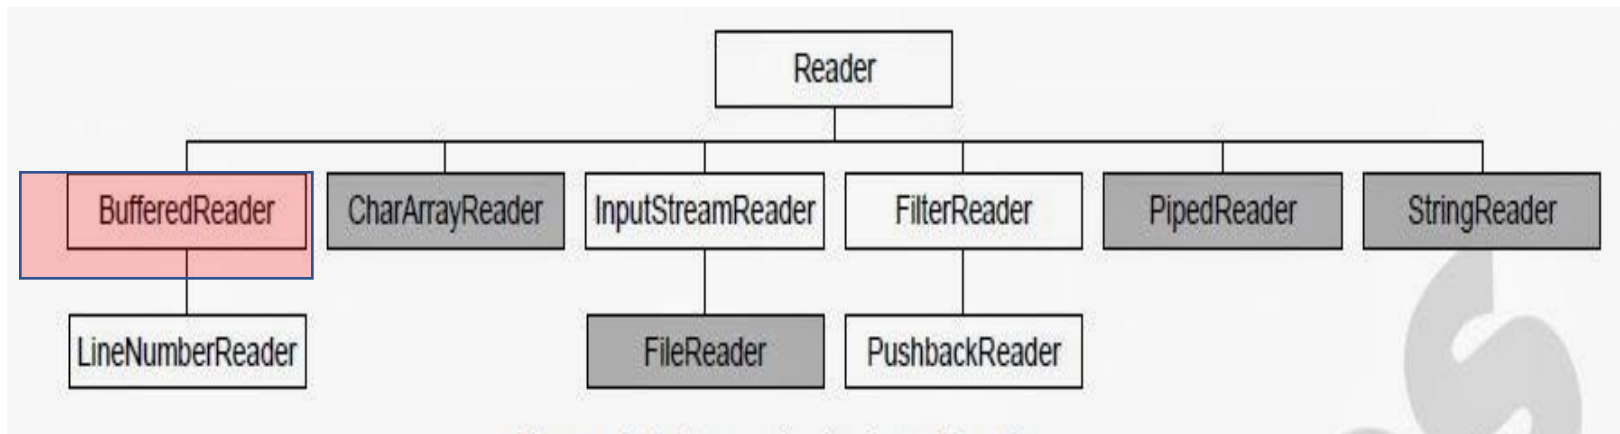 Reader
BufferedReader CharArrayReader InputStreamReader FilterReader PipedReader StringReader
LineNumberReader FileReader PushbackReader